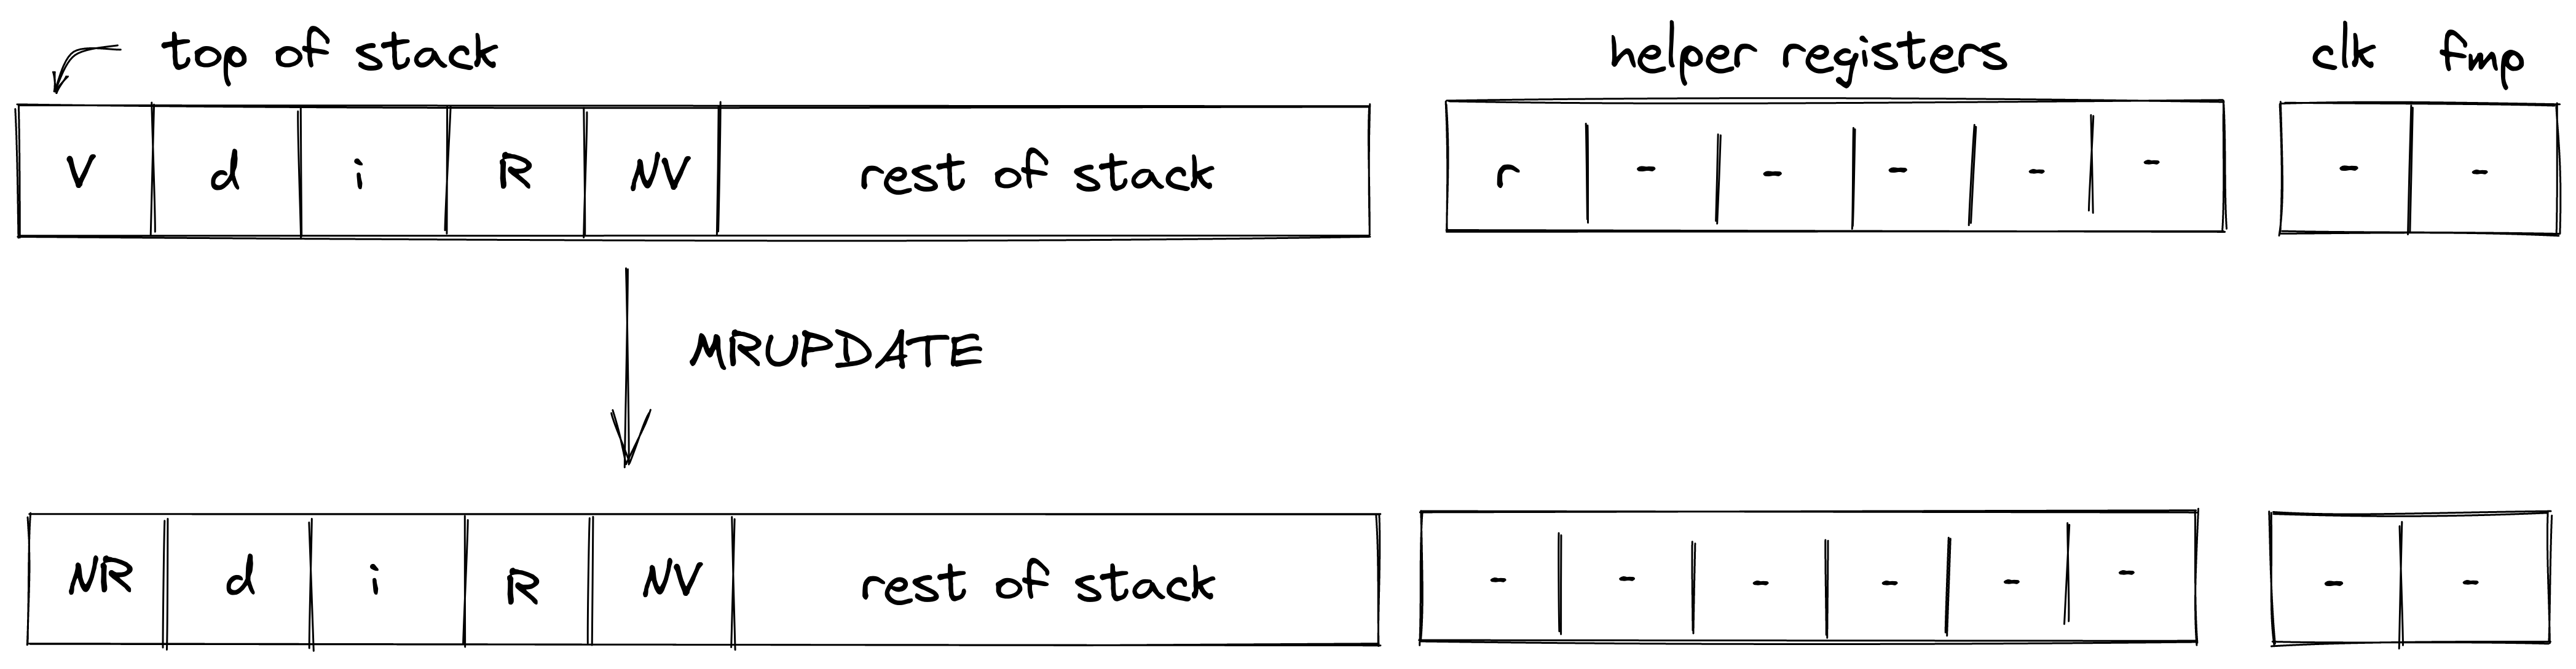 top of stack helper registers clk fmp
V d i R NV rest of stack r - - - - - - -
MRUPDATE
NR d i R NV rest of stack - - - - - - - -